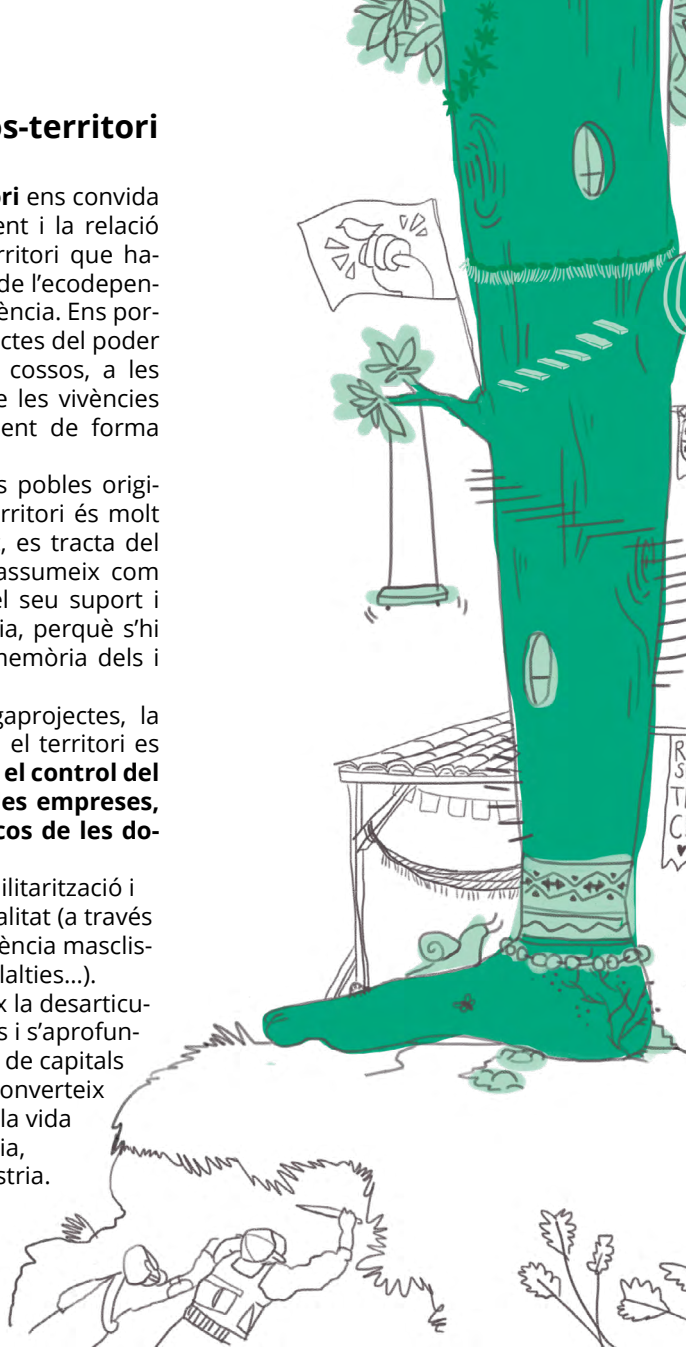 os-territori
ri ens convida
ent i la relació
rritori que ha-
de l'ecodepen-
ència. Ens por-
ctes del poder
cossos, a les
e les vivències
ent de forma
s pobles origi-
rritori és molt
, es tracta del
assumeix com
el seu suport i
ia, perquè s'hi
memòria dels i
gaprojectes, la
el territori es
el control del
es empreses,
cos de les do-
ilitarització i
alitat (a través
ència masclis-
lalties...).
x la desarticu-
s i s'aprofun-
de capitals
onverteix
la vida
ia,
stria.
R
S
T
C